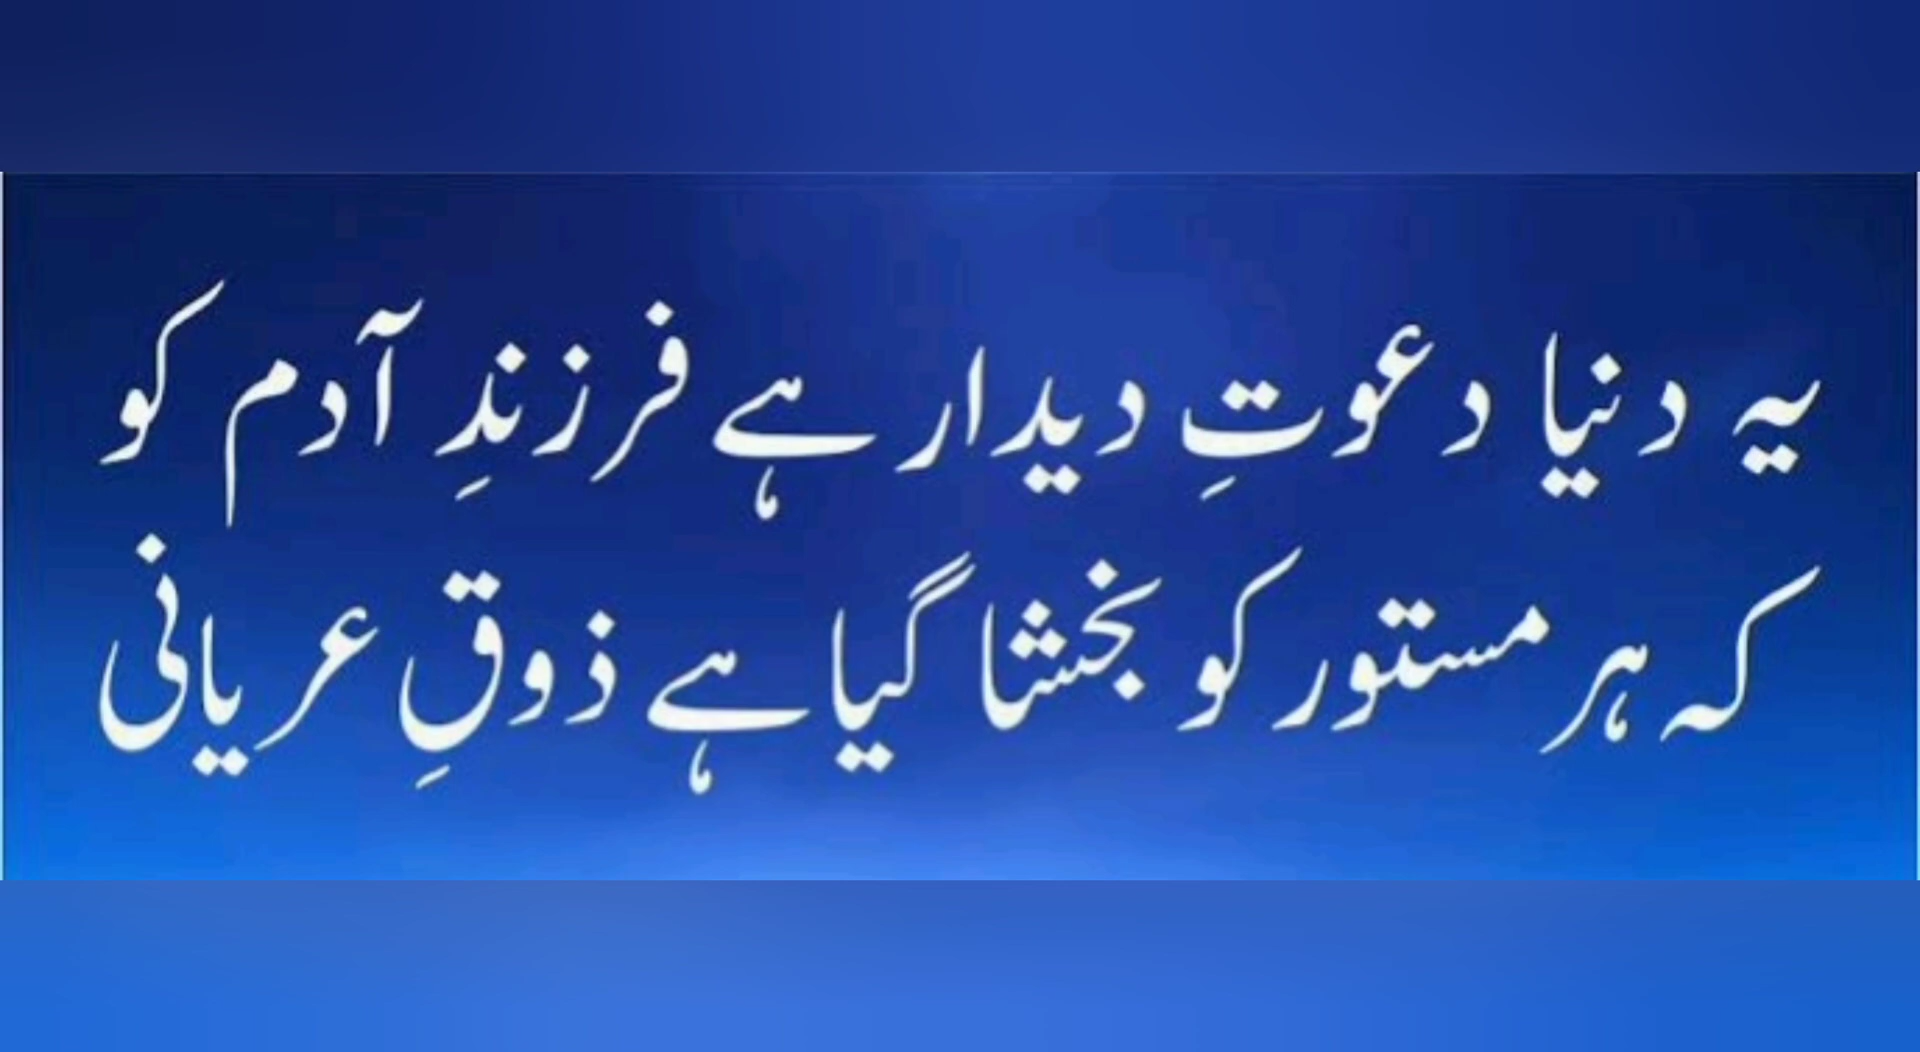 یہ دنیا دعوتِ دیدار ہے فرزندِ آدم کو
کہ ہر مستور کو بخشا گیا ہے ذوقِ عریانی